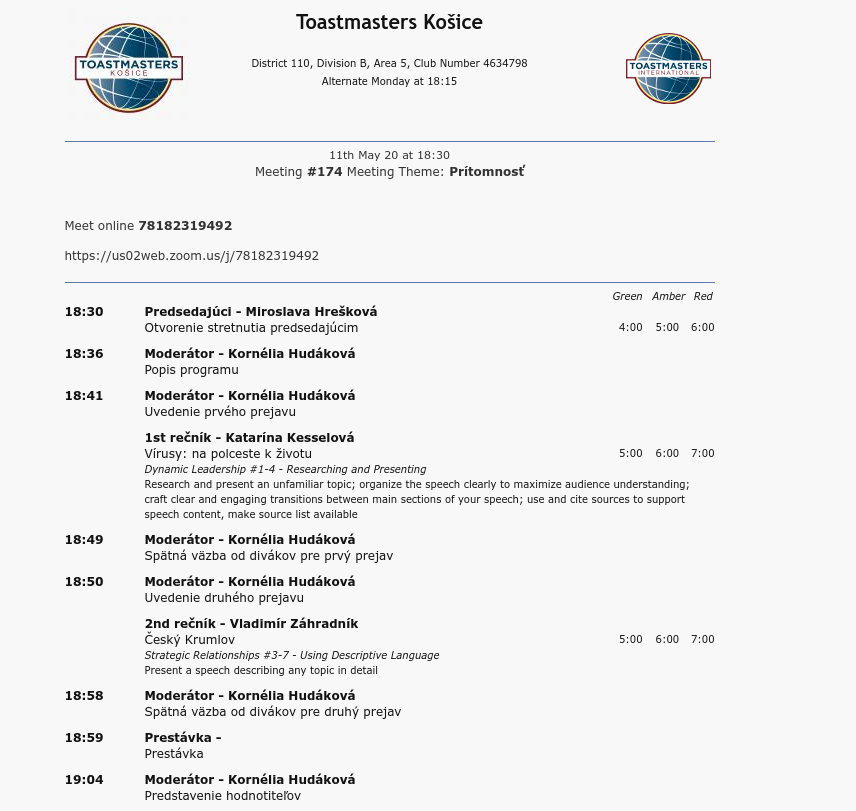 Toastmasters Košice
TOASTMASTERS
KOŠICE
District 110, Division B, Area 5, Club Number 4634798
Alternate Monday at 18:15
TOASTMASTERS
INTERNATIONAL
11th May 20 at 18:30
Meeting #174 Meeting Theme: Prítomnosť
Meet online 78182319492
https://us02web.zoom.us/j/78182319492
Green Amber Red
18:30 Predsedajúci - Miroslava Hrešková
Otvorenie stretnutia predsedajúcim 4:00 5:00 6:00
18:36 Moderátor - Kornélia Hudáková
Popis programu
18:41 Moderátor - Kornélia Hudáková
Uvedenie prvého prejavu
1st rečník - Katarína Kesselová
Vírusy: na polceste k životu 5:00 6:00 7:00
Dynamic Leadership #1-4 - Researching and Presenting
Research and present an unfamiliar topic; organize the speech clearly to maximize audience understanding;
craft clear and engaging transitions between main sections of your speech; use and cite sources to support
speech content, make source list available
18:49 Moderátor - Kornélia Hudáková
Spätná väzba od divákov pre prvý prejav
18:50 Moderátor - Kornélia Hudáková
Uvedenie druhého prejavu
2nd rečník - Vladimír Záhradník
Český Krumlov 5:00 6:00 7:00
Strategic Relationships #3-7 - Using Descriptive Language
Present a speech describing any topic in detail
18:58 Moderátor - Kornélia Hudáková
Spätná väzba od divákov pre druhý prejav
18:59 Prestávka -
Prestávka
19:04 Moderátor - Kornélia Hudáková
Predstavenie hodnotiteľov